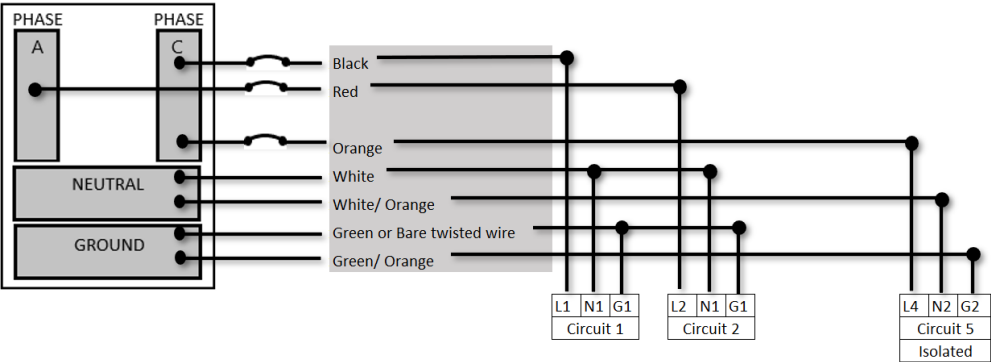 PHASE PHASE
A C
Black
Red
Orange
White
NEUTRAL
White/ Orange
Green or Bare twisted wire
GROUND
Green/ Orange
L1 N1 G1 L2 N1 G1 L4 N2 G2
Circuit 1 Circuit 2 Circuit 5
Isolated